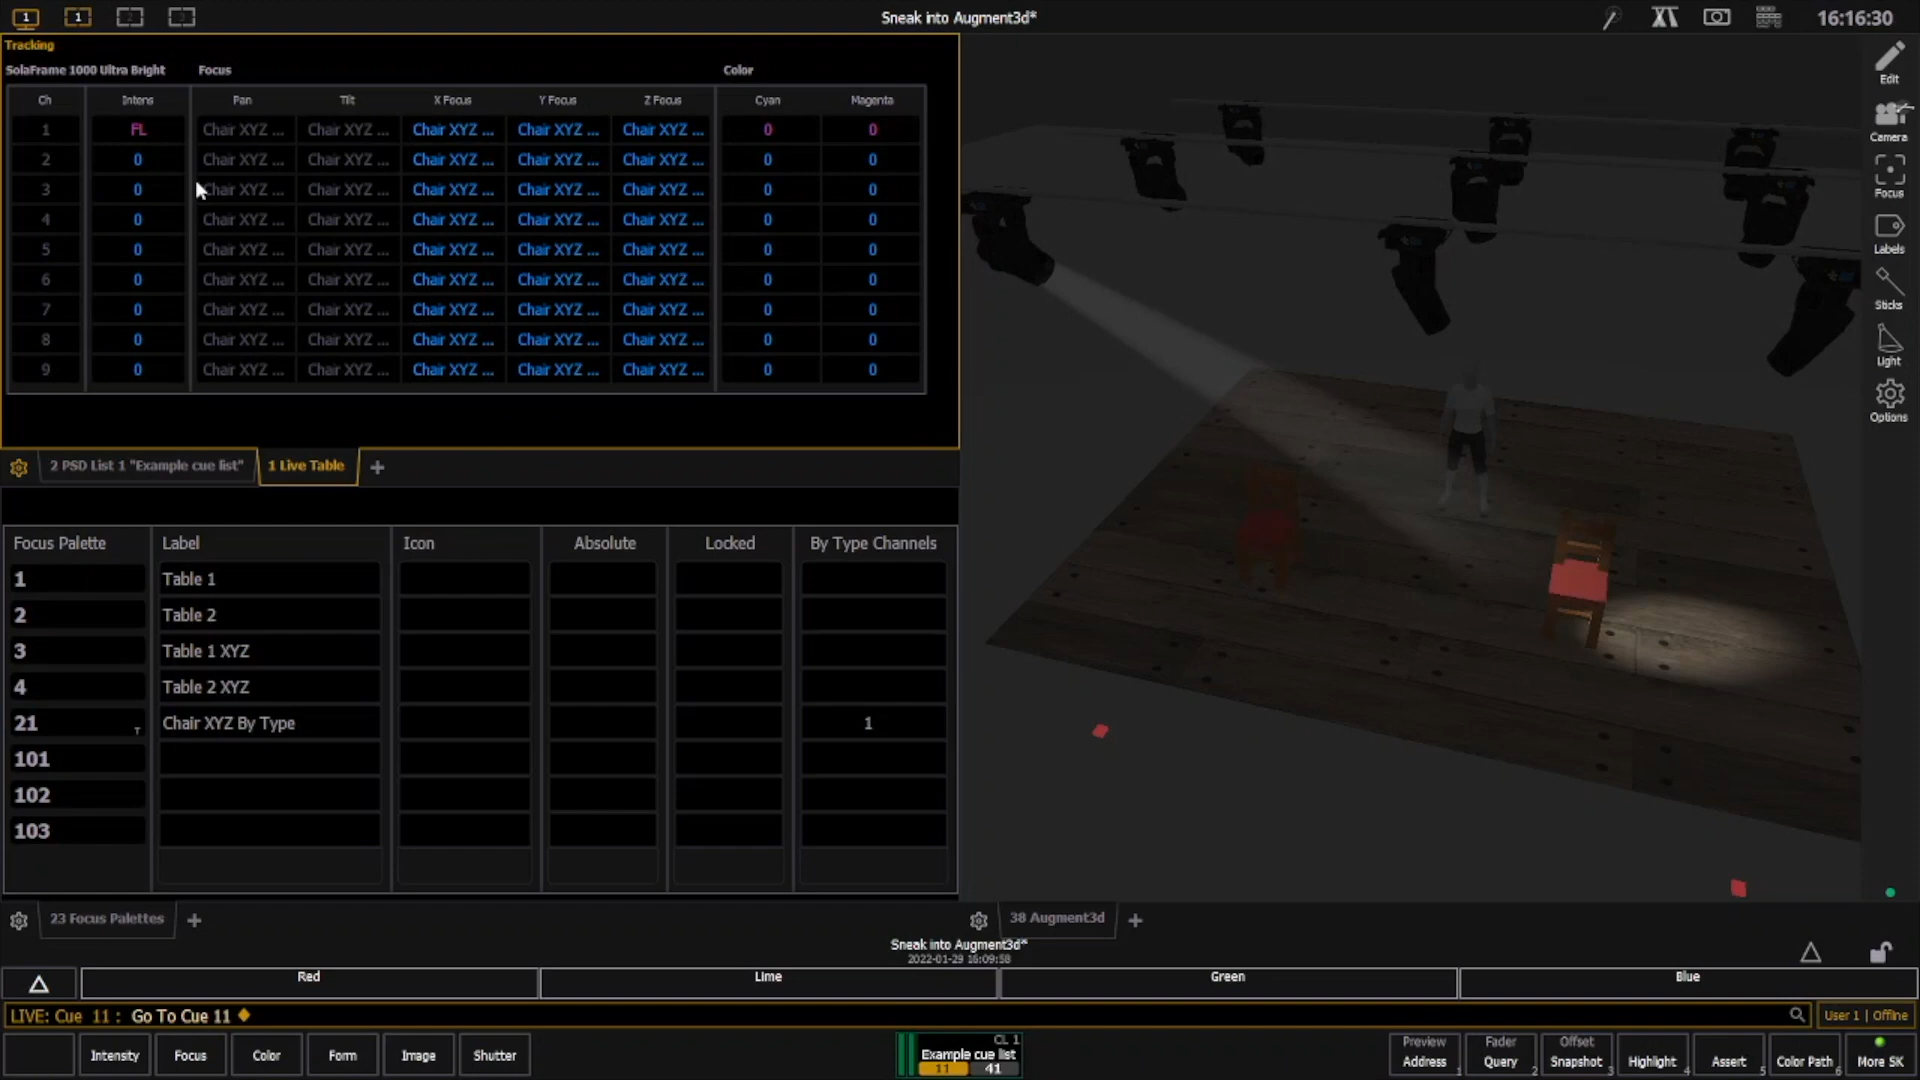 1 1 2 3 Sneak into Augment3d* 16:16:30
Tracking
SolaFrame 1000 Ultra Bright Focus Color
Ch Intens Pan Tilt X Focus Y Focus Z Focus Cyan Magenta
1 FL Chair XYZ ... Chair XYZ ... Chair XYZ ... Chair XYZ ... Chair XYZ ... 0 0
2 0 Chair XYZ ... Chair XYZ ... Chair XYZ ... Chair XYZ ... Chair XYZ ... 0 0
3 0 Chair XYZ ... Chair XYZ ... Chair XYZ ... Chair XYZ ... Chair XYZ ... 0 0
4 0 Chair XYZ ... Chair XYZ ... Chair XYZ ... Chair XYZ ... Chair XYZ ... 0 0
5 0 Chair XYZ ... Chair XYZ ... Chair XYZ ... Chair XYZ ... Chair XYZ ... 0 0
6 0 Chair XYZ ... Chair XYZ ... Chair XYZ ... Chair XYZ ... Chair XYZ ... 0 0
7 0 Chair XYZ ... Chair XYZ ... Chair XYZ ... Chair XYZ ... Chair XYZ ... 0 0
8 0 Chair XYZ ... Chair XYZ ... Chair XYZ ... Chair XYZ ... Chair XYZ ... 0 0
9 0 Chair XYZ ... Chair XYZ ... Chair XYZ ... Chair XYZ ... Chair XYZ ... 0 0
2 PSD List 1 "Example cue list" 1 Live Table +
Focus Palette Label Icon Absolute Locked By Type Channels
1 Table 1
2 Table 2
3 Table 1 XYZ
4 Table 2 XYZ
21 T Chair XYZ By Type 1
101
102
103
23 Focus Palettes +
Edit
Camera
Focus
Labels
Sticks
Light
Options
38 Augment3d +
Sneak into Augment3d*
2022-01-29 16:09:58
Red Lime Green Blue
LIVE: Cue 11 : Go To Cue 11 User 1 | Offline
Intensity Focus Color Form Image Shutter
CL 1
Example cue list
11 41
Preview
Address 1
Fader
Query 2
Offset
Snapshot 3
Highlight 4
Assert 5
Color Path 6
More SK